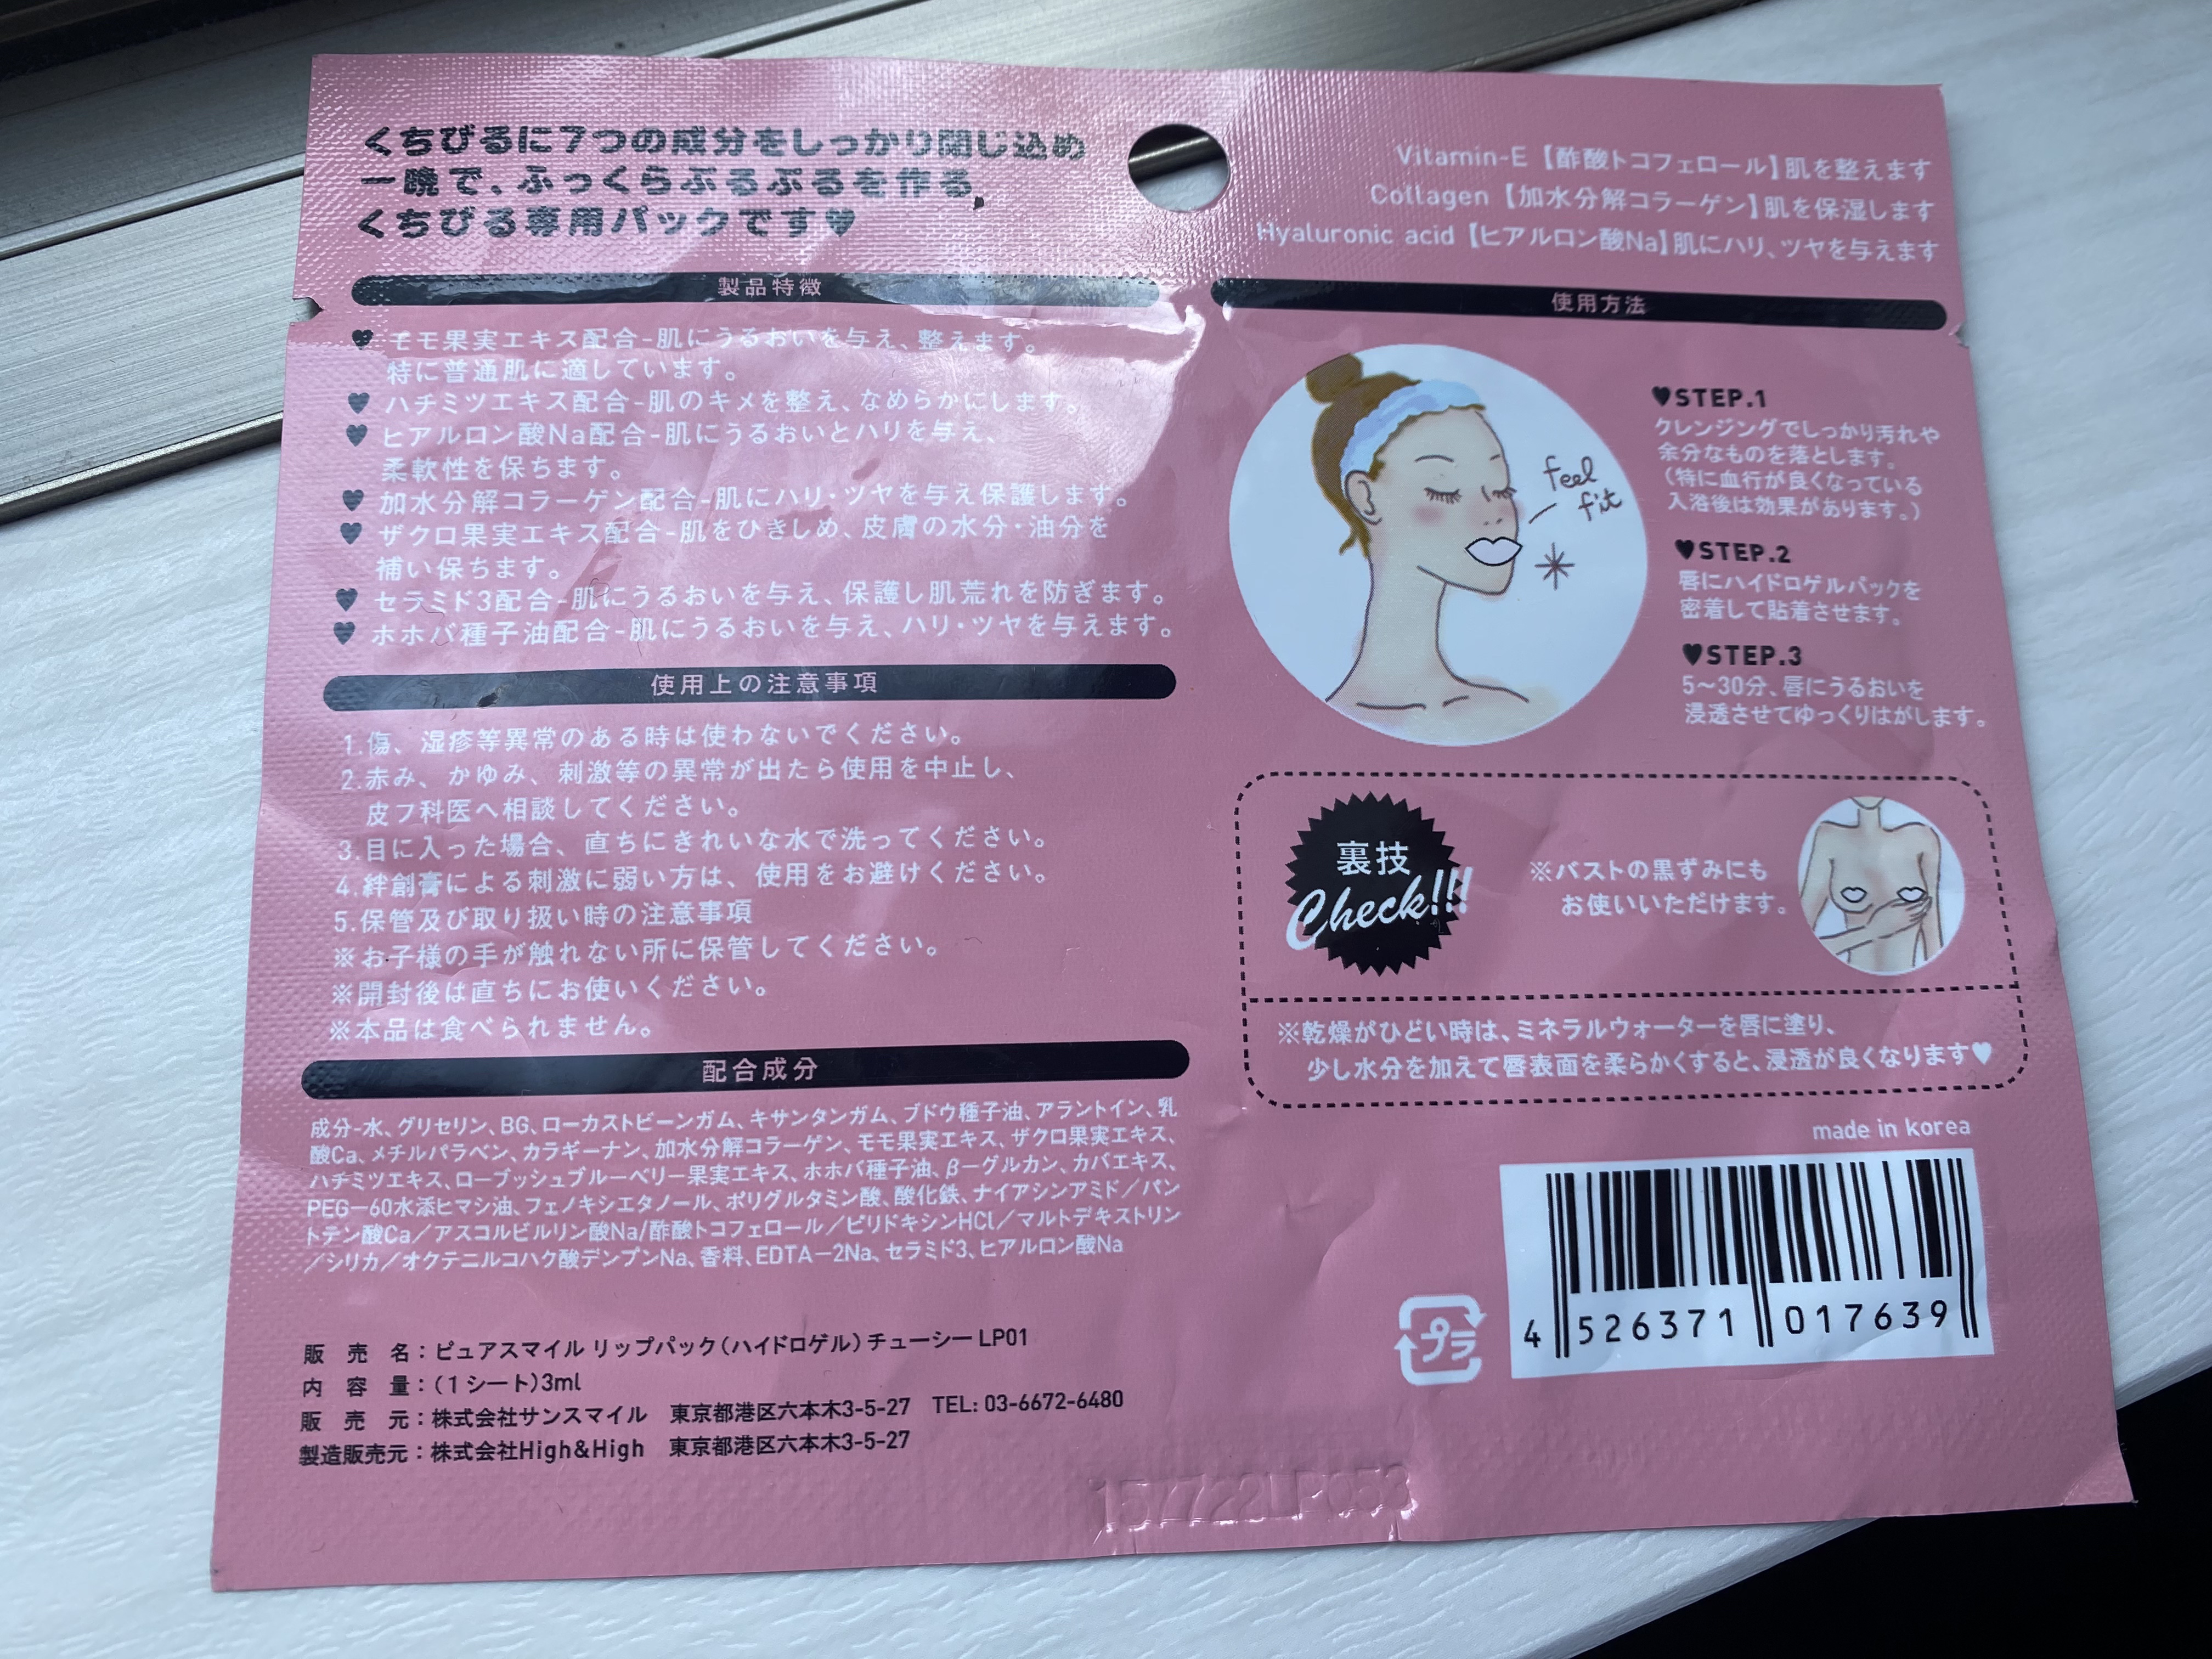 くちびるに7つの成分をしっかり閉じ込め
一晩で、ふっくらぷるぷるを作る、
くちびる専用パックです♥
製品特徴
♥ モモ果実エキス配合-肌にうるおいを与え、整えます。
特に普通肌に適しています。
♥ ハチミツエキス配合-肌のキメを整え、なめらかにします。
♥ ヒアルロン酸Na配合-肌にうるおいとハリを与え、
柔軟性を保ちます。
♥ 加水分解コラーゲン配合-肌にハリ・ツヤを与え保護します。
♥ ザクロ果実エキス配合-肌をひきしめ、皮膚の水分・油分を
補い保ちます。
♥ セラミド3配合-肌にうるおいを与え、保護し肌荒れを防ぎます。
♥ ホホバ種子油配合-肌にうるおいを与え、ハリ・ツヤを与えます。
使用上の注意事項
1.傷、湿疹等異常のある時は使わないでください。
2.赤み、かゆみ、刺激等の異常が出たら使用を中止し、
皮フ科医へ相談してください。
3.目に入った場合、直ちにきれいな水で洗ってください。
4.絆創膏による刺激に弱い方は、使用をお避けください。
5.保管及び取り扱い時の注意事項
※お子様の手が触れない所に保管してください。
※開封後は直ちにお使いください。
※本品は食べられません。
配合成分
成分-水、グリセリン、BG、ローカストビーンガム、キサンタンガム、ブドウ種子油、アラントイン、乳
酸Ca、メチルパラベン、カラギーナン、加水分解コラーゲン、モモ果実エキス、ザクロ果実エキス、
ハチミツエキス、ローブッシュブルーベリー果実エキス、ホホバ種子油、β－グルカン、カバエキス、
PEG－60水添ヒマシ油、フェノキシエタノール、ポリグルタミン酸、酸化鉄、ナイアシンアミド／パン
トテン酸Ca／アスコルビルリン酸Na/酢酸トコフェロール／ピリドキシンHCl／マルトデキストリン
／シリカ／オクテニルコハク酸デンプンNa、香料、EDTA－2Na、セラミド3、ヒアルロン酸Na
販売名：ピュアスマイル リップパック（ハイドロゲル）チューシー LP01
内容量：（1シート）3ml
販売元：株式会社サンスマイル 東京都港区六本木3-5-27 TEL: 03-6672-6480
製造販売元：株式会社High&High 東京都港区六本木3-5-27
15Y722LP053
Vitamin-E【酢酸トコフェロール】肌を整えます
Collagen【加水分解コラーゲン】肌を保湿します
Hyaluronic acid【ヒアルロン酸Na】肌にハリ、ツヤを与えます
使用方法
feel
fit
♥STEP.1
クレンジングでしっかり汚れや
余分なものを落とします。
（特に血行が良くなっている
入浴後は効果があります。）
♥STEP.2
唇にハイドロゲルパックを
密着して貼着させます。
♥STEP.3
5～30分、唇にうるおいを
浸透させてゆっくりはがします。
裏技
Check!!!
※バストの黒ずみにも
お使いいただけます。
※乾燥がひどい時は、ミネラルウォーターを唇に塗り、
少し水分を加えて唇表面を柔らかくすると、浸透が良くなります♥
made in korea
プラ
4 526371 017639